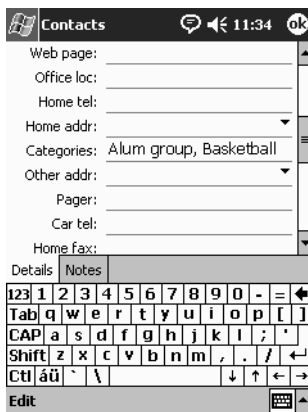 Contacts 11:34 ok
Web page:
Office loc:
Home tel:
Home addr:
Categories: Alum group, Basketball
Other addr:
Pager:
Car tel:
Home fax:
Details Notes
123 1 2 3 4 5 6 7 8 9 0 - =
Tab q w e r t y u i o p [ ]
CAP a s d f g h j k l ; '
Shift z x c v b n m , . /
Ctl áü ` \
Edit